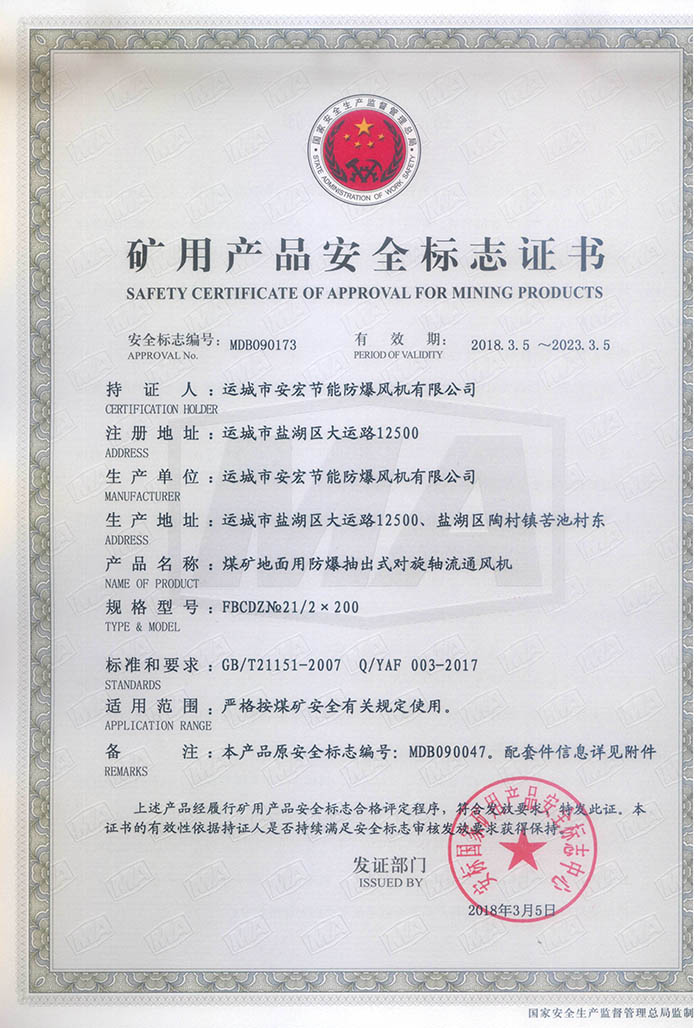 国家安全生产监督管理总局
STATE ADMINISTRATION OF WORK SAFETY
矿用产品安全标志证书
SAFETY CERTIFICATE OF APPROVAL FOR MINING PRODUCTS
安全标志编号: MDB090173 有效期: 2018.3.5 ~2023.3.5
APPROVAL No. PERIOD OF VALIDITY
持证人:运城市安宏节能防爆风机有限公司
CERTIFICATION HOLDER
注册地址:运城市盐湖区大运路12500
ADDRESS
生产单位:运城市安宏节能防爆风机有限公司
MANUFACTURER
生产地址:运城市盐湖区大运路12500、盐湖区陶村镇苦池村东
ADDRESS
产品名称:煤矿地面用防爆抽出式对旋轴流通风机
NAME OF PRODUCT
规格型号:FBCDZ№21/2×200
TYPE & MODEL
标准和要求:GB/T21151-2007 Q/YAF 003-2017
STANDARDS
适用范围:严格按煤矿安全有关规定使用。
APPLICATION RANGE
备注:本产品原安全标志编号:MDB090047。配套件信息详见附件
REMARKS
上述产品经履行矿用产品安全标志合格评定程序,符合发放要求,特发此证。本
证书的有效性依据持证人是否持续满足安全标志审核发放要求获得保持。
发证部门
ISSUED BY
安标国家矿用产品安全标志中心
2018年3月5日
国家安全生产监督管理总局监制
MA